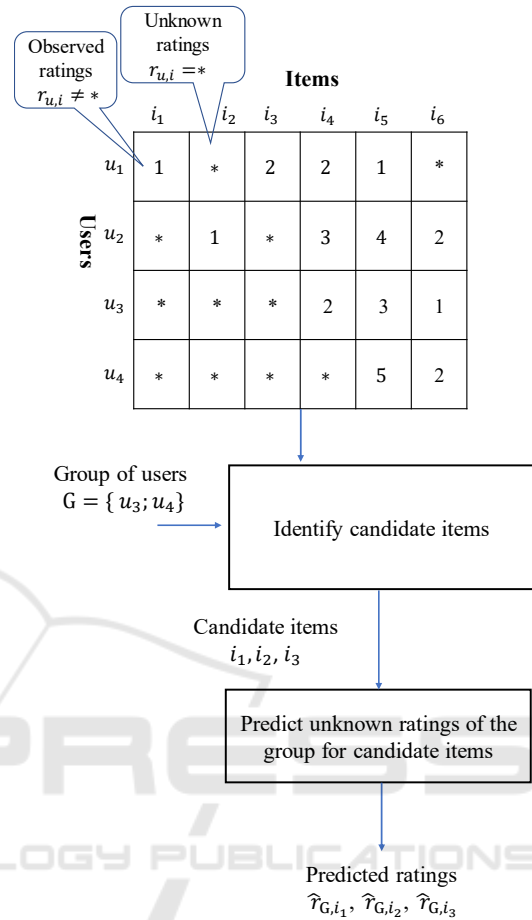 Observed
ratings
r_{u,i} ≠ *
Unknown
ratings
r_{u,i} = *
Items
i_1 i_2 i_3 i_4 i_5 i_6
Users
u_1 1 * 2 2 1 *
u_2 * 1 * 3 4 2
u_3 * * * 2 3 1
u_4 * * * * 5 2
Group of users
G = { u_3; u_4}
Identify candidate items
Candidate items
i_1, i_2, i_3
Predict unknown ratings of the
group for candidate items
PRESS
LOGY PUBLICATIONS
Predicted ratings
r̂_{G,i_1}, r̂_{G,i_2}, r̂_{G,i_3}